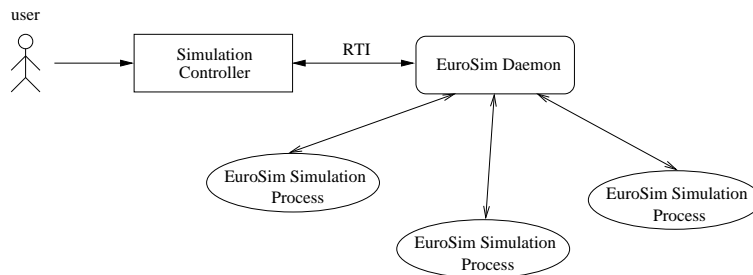 user
Simulation
Controller
RTI
EuroSim Daemon
EuroSim Simulation
Process
EuroSim Simulation
Process
EuroSim Simulation
Process